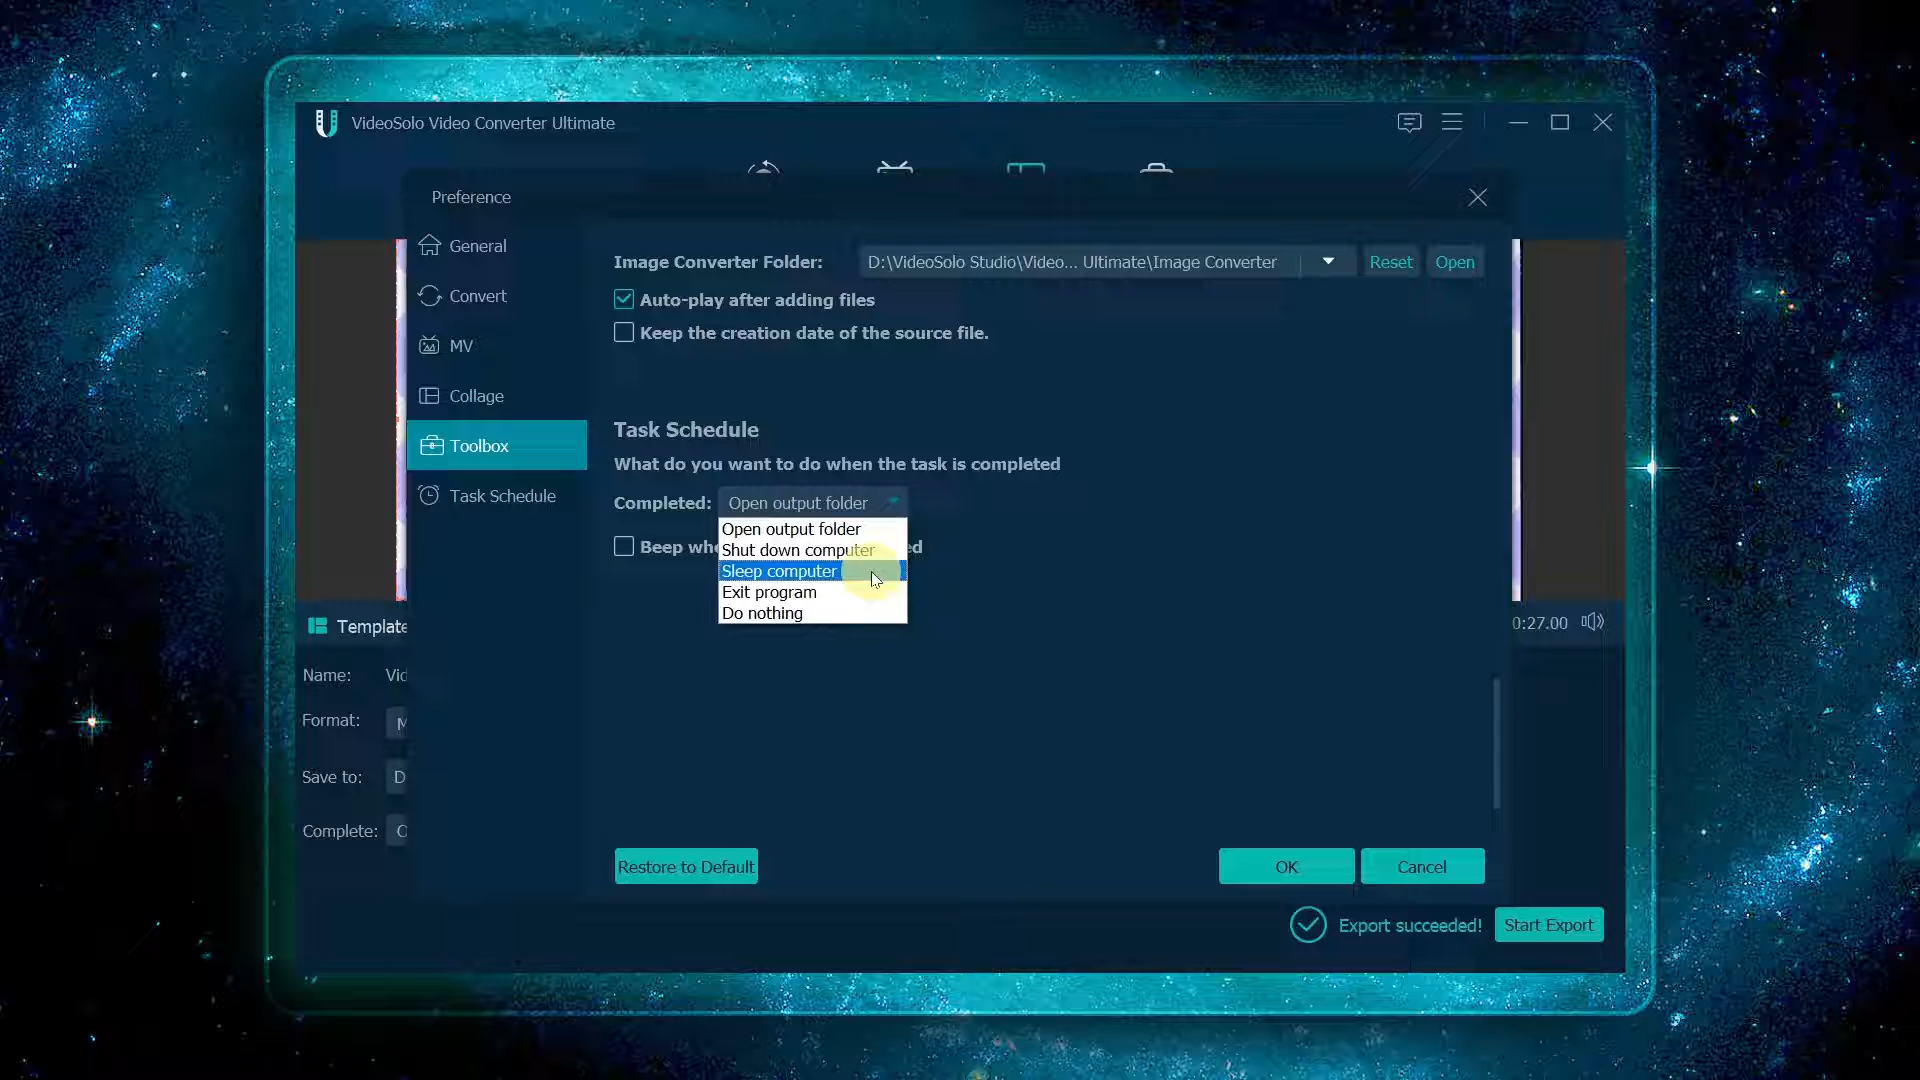 VideoSolo Video Converter Ultimate
Preference
General
Convert
MV
Collage
Toolbox
Task Schedule
Image Converter Folder: D:\VideoSolo Studio\Video... Ultimate\Image Converter Reset Open
Auto-play after adding files
Keep the creation date of the source file.
Task Schedule
What do you want to do when the task is completed
Completed: Open output folder
Open output folder
Shut down computer
Sleep computer
Exit program
Do nothing
Beep
Template
0:27.00
Name:
Format:
Save to:
Complete:
Restore to Default OK Cancel
Export succeeded! Start Export